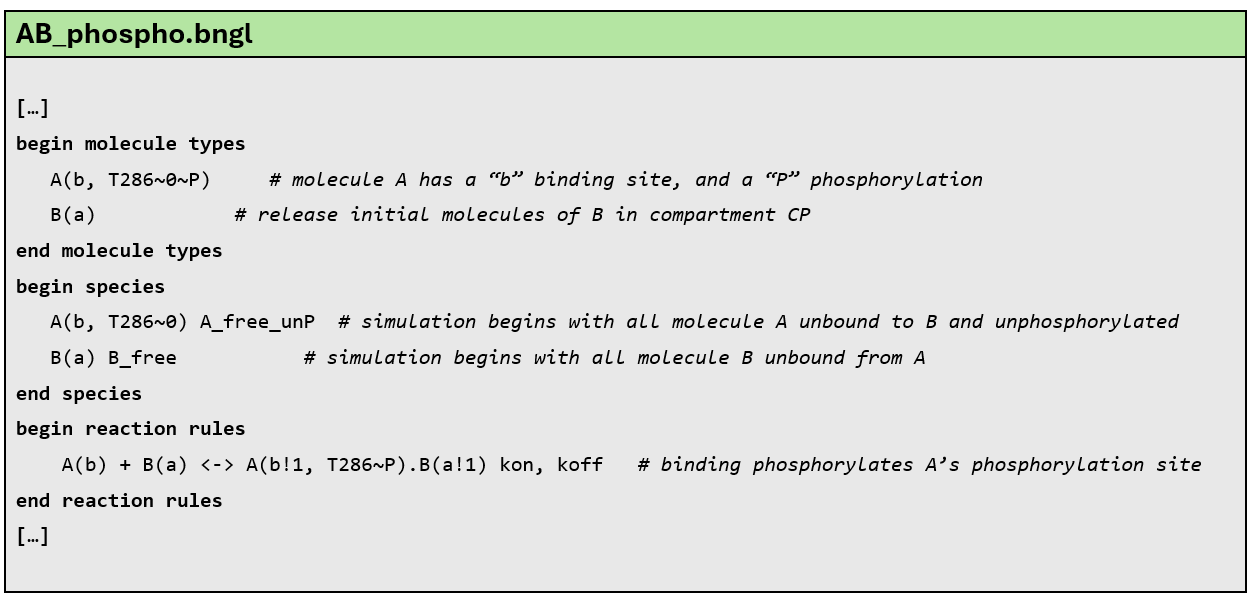 AB_phospho.bngl
[…]
begin molecule types
A(b, T286~0~P) # molecule A has a “b” binding site, and a “P” phosphorylation
B(a) # release initial molecules of B in compartment CP
end molecule types
begin species
A(b, T286~0) A_free_unP # simulation begins with all molecule A unbound to B and unphosphorylated
B(a) B_free # simulation begins with all molecule B unbound from A
end species
begin reaction rules
A(b) + B(a) <-> A(b!1, T286~P).B(a!1) kon, koff # binding phosphorylates A’s phosphorylation site
end reaction rules
[…]